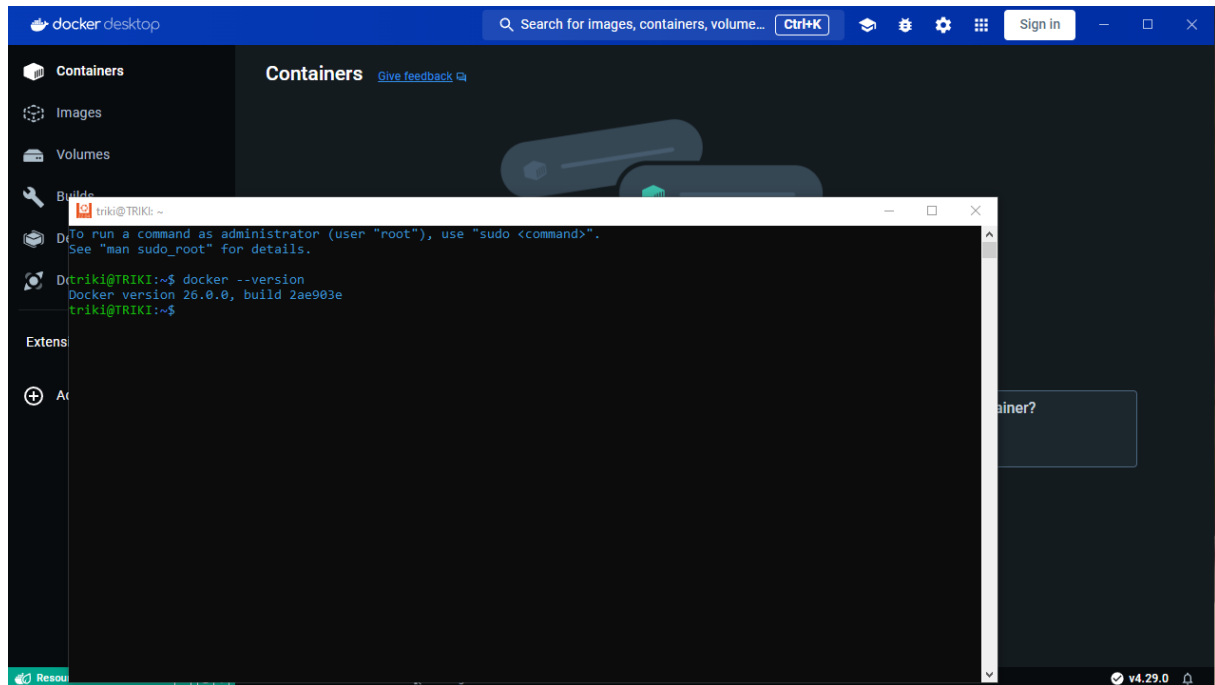 docker desktop
Search for images, containers, volume... Ctrl+K
Sign in
Containers
Images
Volumes
Builds
Containers Give feedback
triki@TRIKI: ~
To run a command as administrator (user "root"), use "sudo <command>".
See "man sudo_root" for details.
triki@TRIKI:~$ docker --version
Docker version 26.0.0, build 2ae903e
triki@TRIKI:~$
v4.29.0